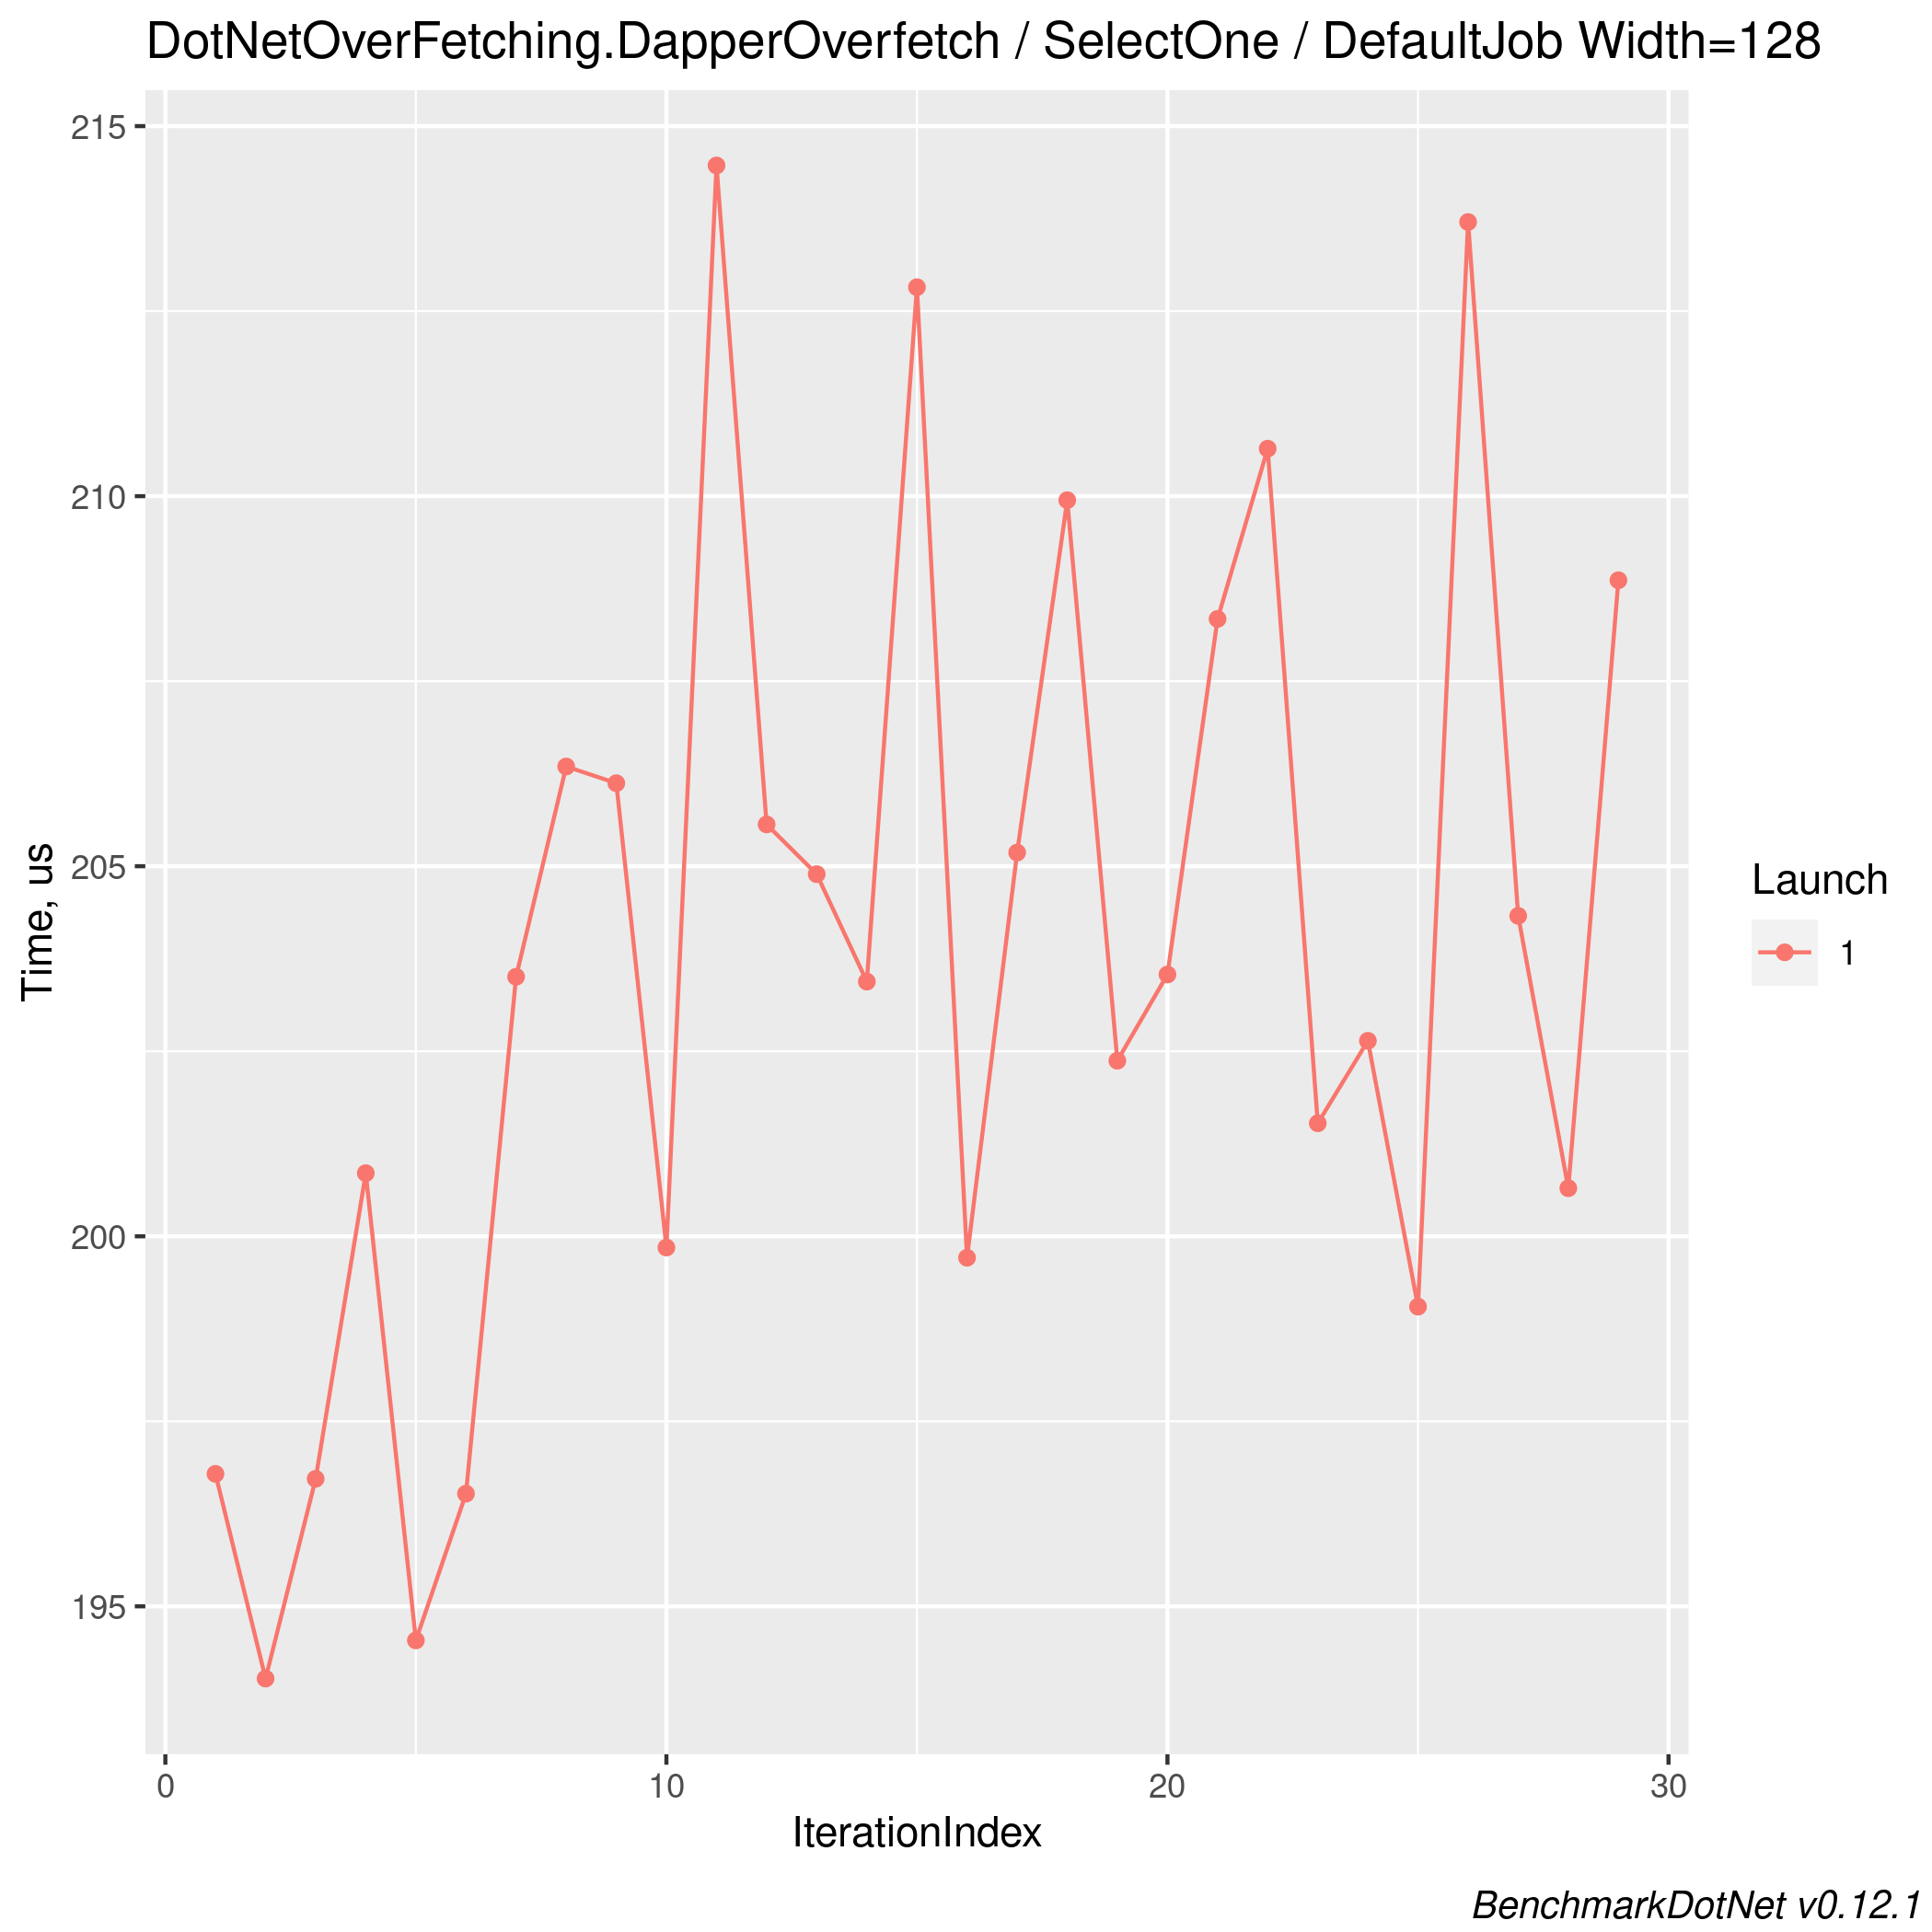 DotNetOverFetching.DapperOverfetch / SelectOne / DefaultJob Width=128
215
210
205
200
195
Time, us
0 10 20 30
IterationIndex
Launch
1
BenchmarkDotNet v0.12.1